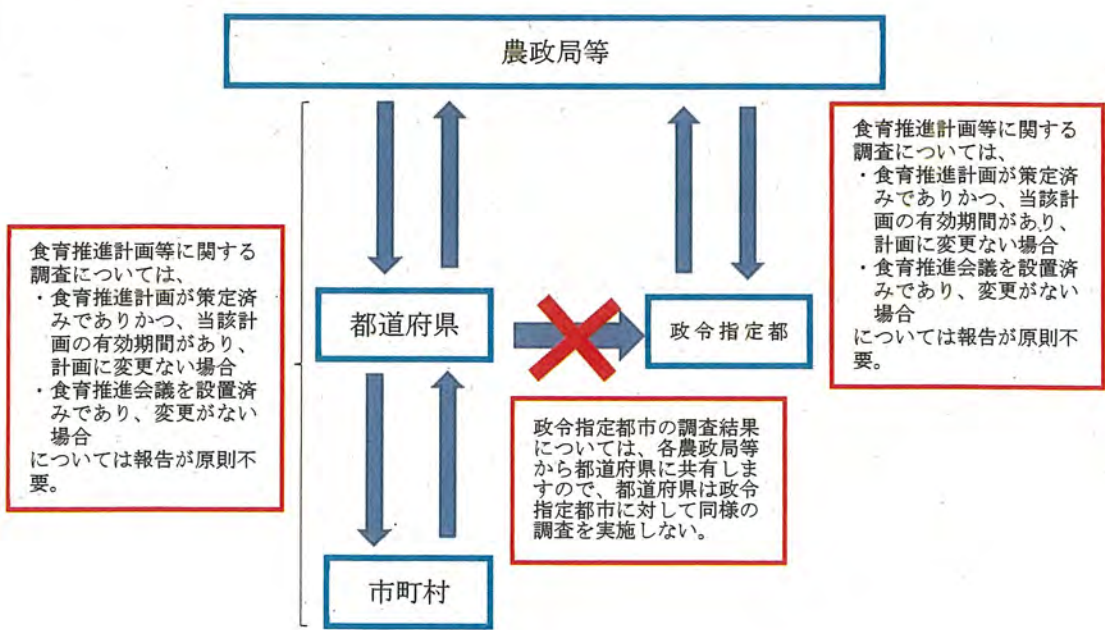 農政局等
食育推進計画等に関する
調査については、
・食育推進計画が策定済
みでありかつ、当該計
画の有効期間があり、
計画に変更ない場合
・食育推進会議を設置済
みであり、変更がない
場合
については報告が原則不
要。
食育推進計画等に関する
調査については、
・食育推進計画が策定済
みでありかつ、当該計
画の有効期間があり、
計画に変更ない場合
・食育推進会議を設置済
みであり、変更がない
場合
については報告が原則不
要。
都道府県
政令指定都
政令指定都市の調査結果
については、各農政局等
から都道府県に共有しま
すので、都道府県は政令
指定都市に対して同様の
調査を実施しない。
市町村